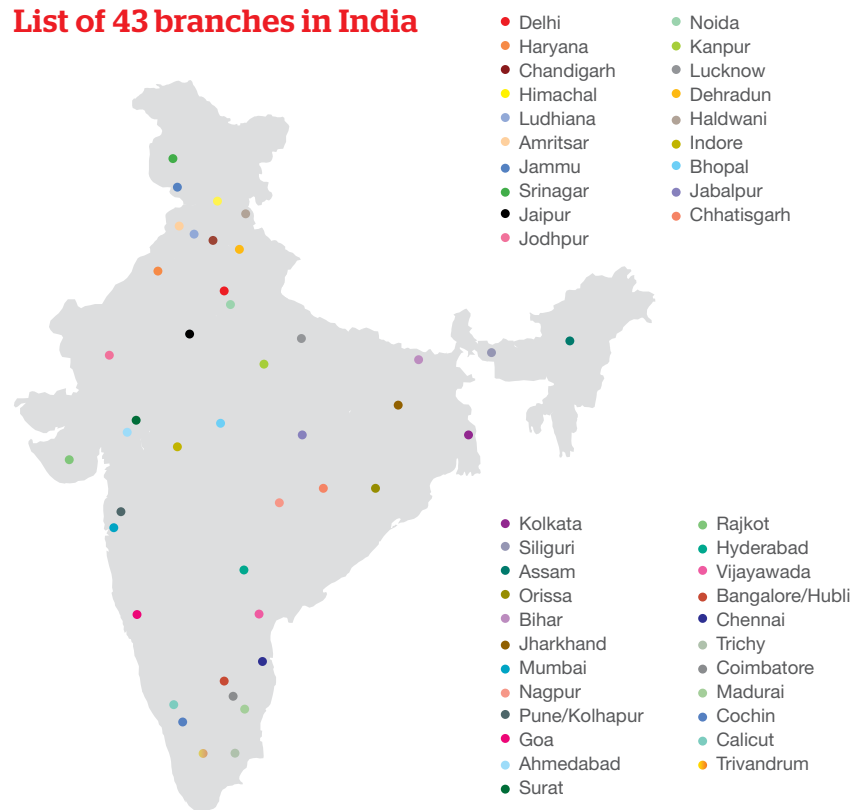 List of 43 branches in India
Delhi
Haryana
Chandigarh
Himachal
Ludhiana
Amritsar
Jammu
Srinagar
Jaipur
Jodhpur
Noida
Kanpur
Lucknow
Dehradun
Haldwani
Indore
Bhopal
Jabalpur
Chhatisgarh
Kolkata
Siliguri
Assam
Orissa
Bihar
Jharkhand
Mumbai
Nagpur
Pune/Kolhapur
Goa
Ahmedabad
Surat
Rajkot
Hyderabad
Vijayawada
Bangalore/Hubli
Chennai
Trichy
Coimbatore
Madurai
Cochin
Calicut
Trivandrum